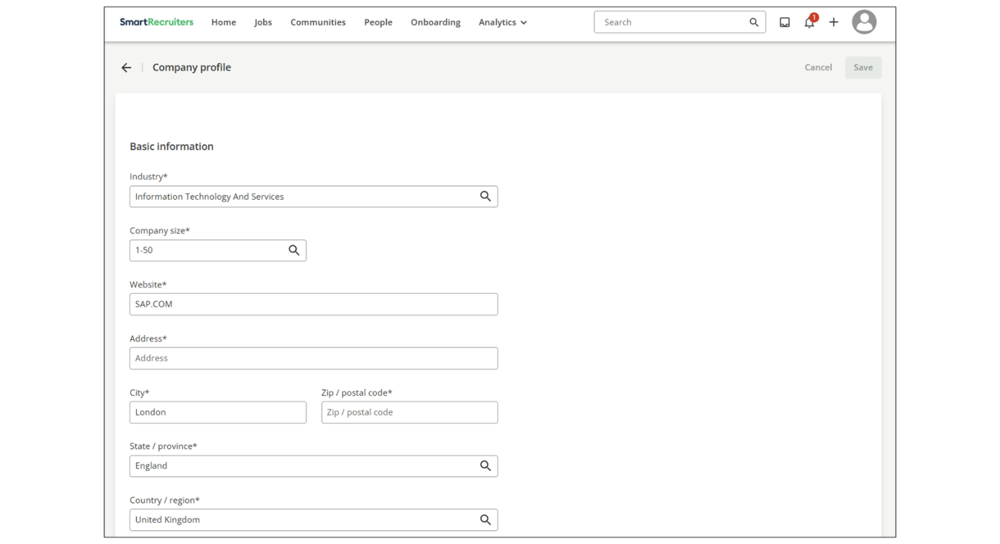 SmartRecruiters Home Jobs Communities People Onboarding Analytics Search 1
Company profile Cancel Save
Basic information
Industry*
Information Technology And Services
Company size*
1-50
Website*
SAP.COM
Address*
Address
City* Zip / postal code*
London Zip / postal code
State / province*
England
Country / region*
United Kingdom